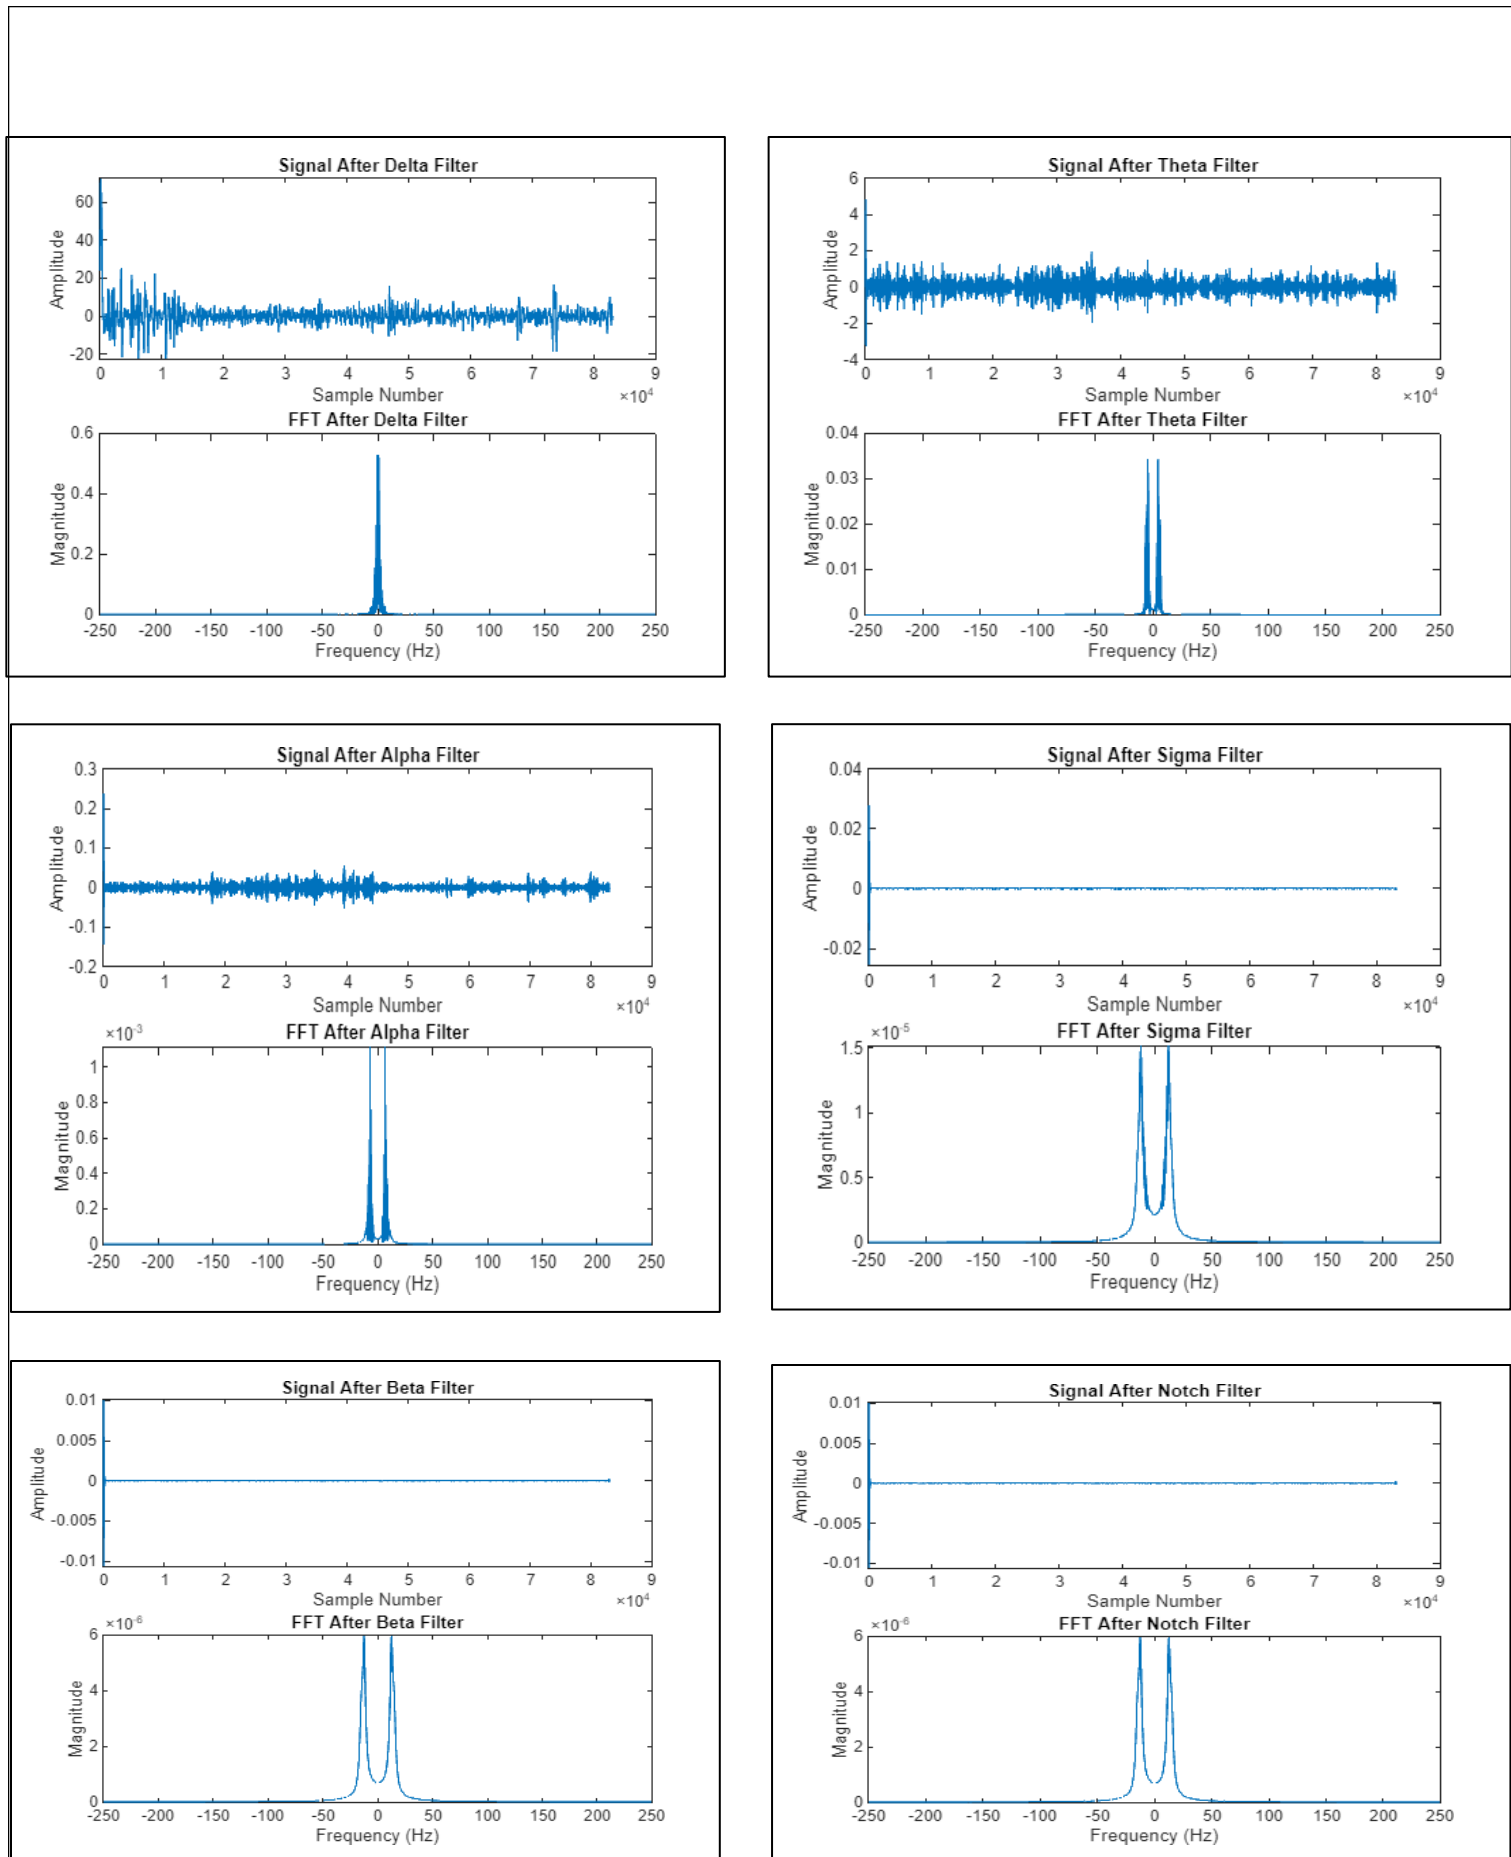 Signal After Delta Filter
60
40
20
0
-20
Amplitude
0 1 2 3 4 5 6 7 8 9
Sample Number
×10⁴
FFT After Delta Filter
0.6
0.4
0.2
0
Magnitude
-250 -200 -150 -100 -50 0 50 100 150 200 250
Frequency (Hz)
Signal After Theta Filter
6
4
2
0
-2
-4
Amplitude
0 1 2 3 4 5 6 7 8 9
Sample Number
×10⁴
FFT After Theta Filter
0.04
0.03
0.02
0.01
0
Magnitude
-250 -200 -150 -100 -50 0 50 100 150 200 250
Frequency (Hz)
Signal After Alpha Filter
0.3
0.2
0.1
0
-0.1
-0.2
Amplitude
0 1 2 3 4 5 6 7 8 9
Sample Number
×10⁴
×10⁻³
FFT After Alpha Filter
1
0.8
0.6
0.4
0.2
0
Magnitude
-250 -200 -150 -100 -50 0 50 100 150 200 250
Frequency (Hz)
Signal After Sigma Filter
0.04
0.02
0
-0.02
Amplitude
0 1 2 3 4 5 6 7 8 9
Sample Number
×10⁴
×10⁻⁵
FFT After Sigma Filter
1.5
1
0.5
0
Magnitude
-250 -200 -150 -100 -50 0 50 100 150 200 250
Frequency (Hz)
Signal After Beta Filter
0.01
0.005
0
-0.005
-0.01
Amplitude
0 1 2 3 4 5 6 7 8 9
Sample Number
×10⁴
×10⁻⁶
FFT After Beta Filter
6
4
2
0
Magnitude
-250 -200 -150 -100 -50 0 50 100 150 200 250
Frequency (Hz)
Signal After Notch Filter
0.01
0.005
0
-0.005
-0.01
Amplitude
0 1 2 3 4 5 6 7 8 9
Sample Number
×10⁴
×10⁻⁶
FFT After Notch Filter
6
4
2
0
Magnitude
-250 -200 -150 -100 -50 0 50 100 150 200 250
Frequency (Hz)